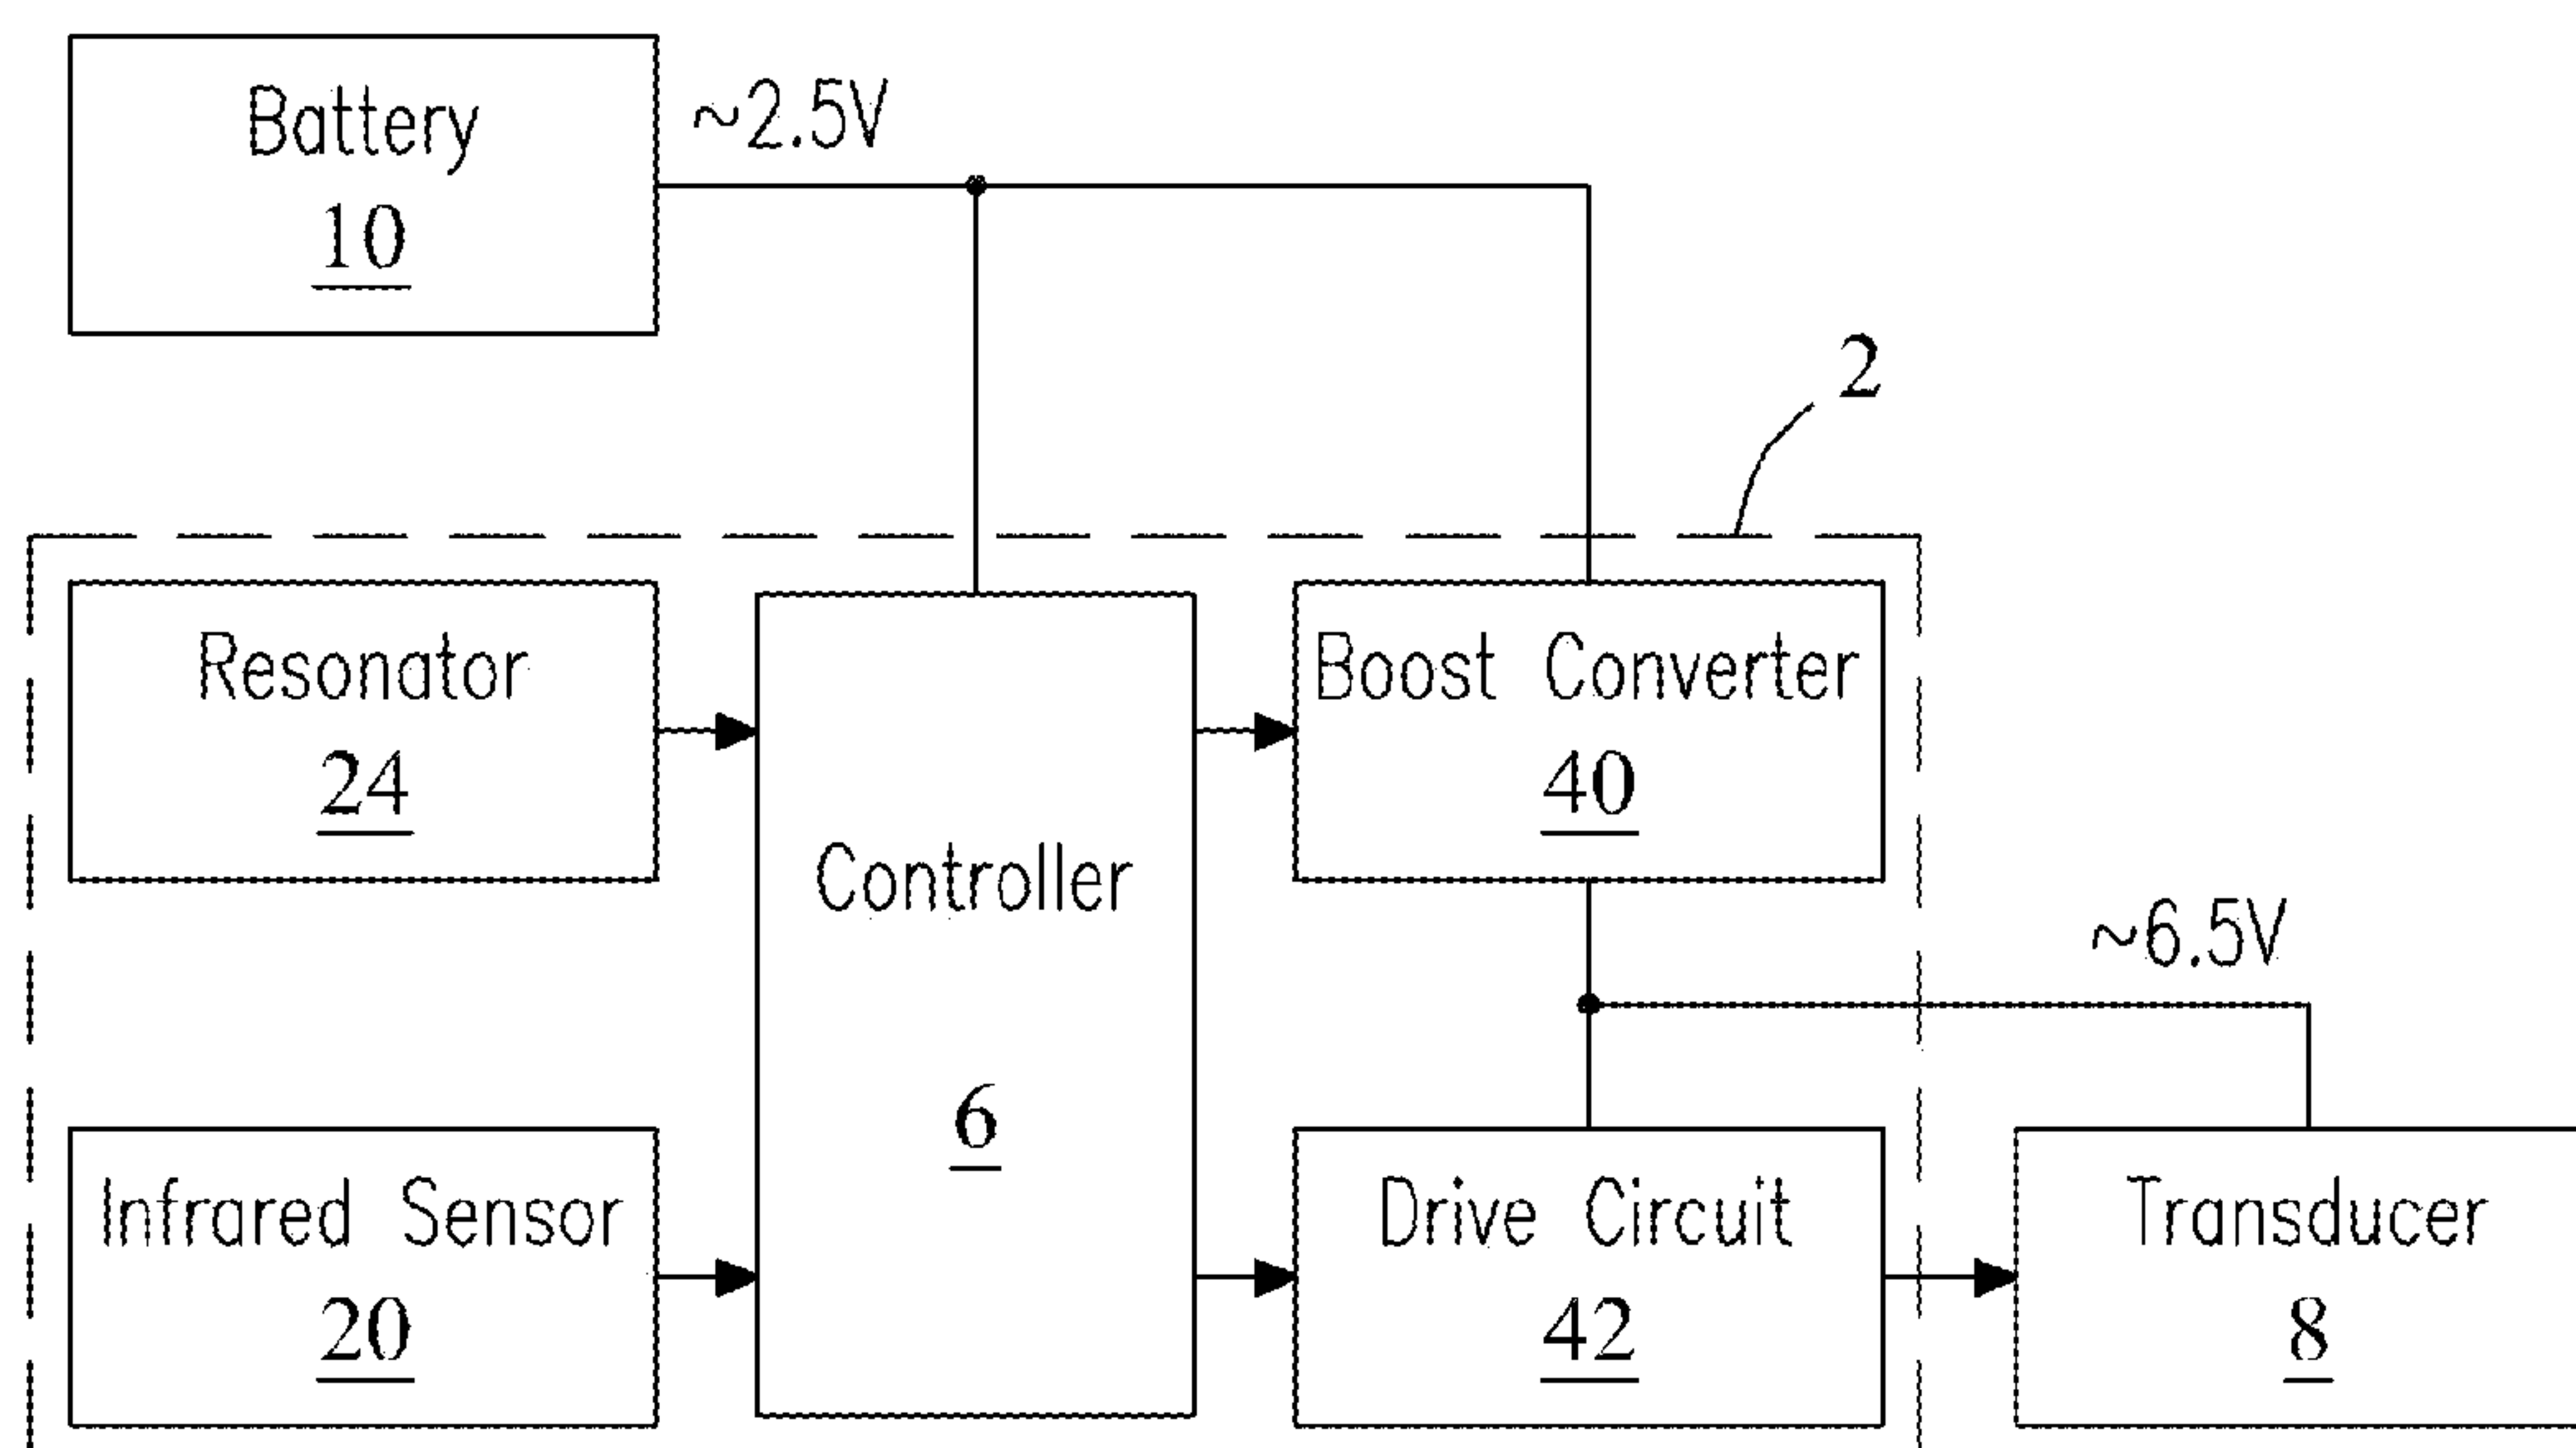 Battery
10
~2.5V
2
Resonator
24
Controller
6
Boost Converter
40
~6.5V
Infrared Sensor
20
Drive Circuit
42
Transducer
8